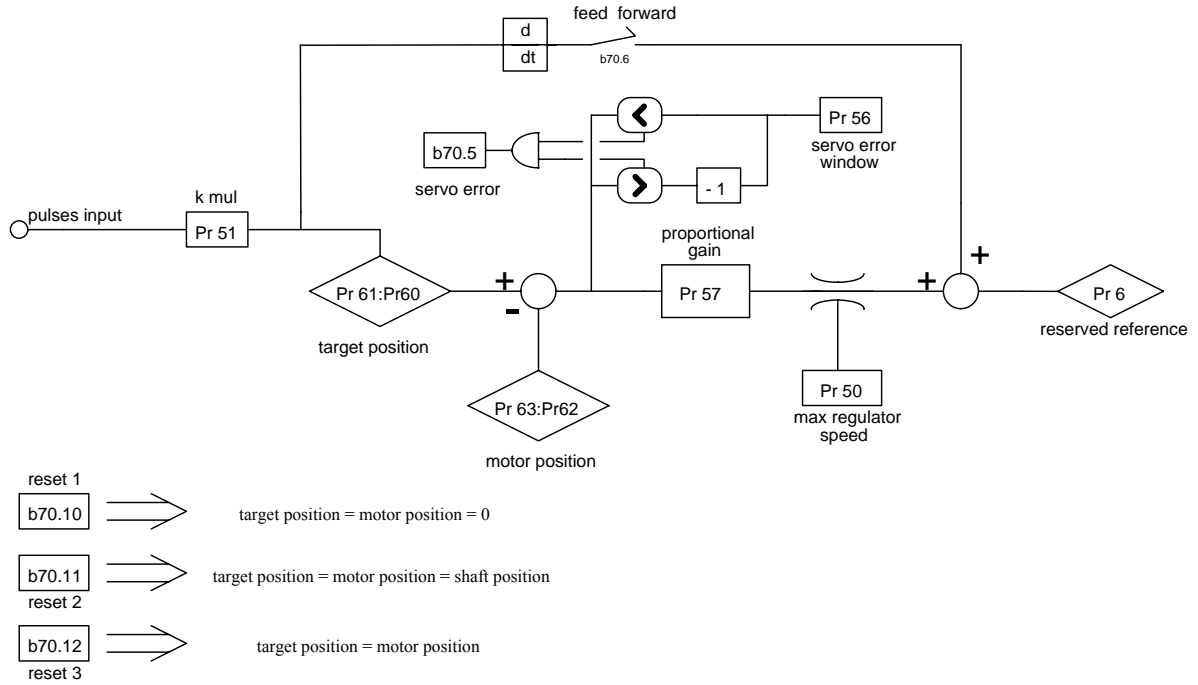 feed forward
d
dt
b70.6
Pr 56
servo error
window
b70.5
servo error
- 1
k mul
pulses input
Pr 51
proportional
gain
Pr 57
+
+
+
-
Pr 61:Pr60
target position
Pr 6
reserved reference
Pr 63:Pr62
motor position
Pr 50
max regulator
speed
reset 1
b70.10
target position = motor position = 0
b70.11
target position = motor position = shaft position
reset 2
b70.12
target position = motor position
reset 3